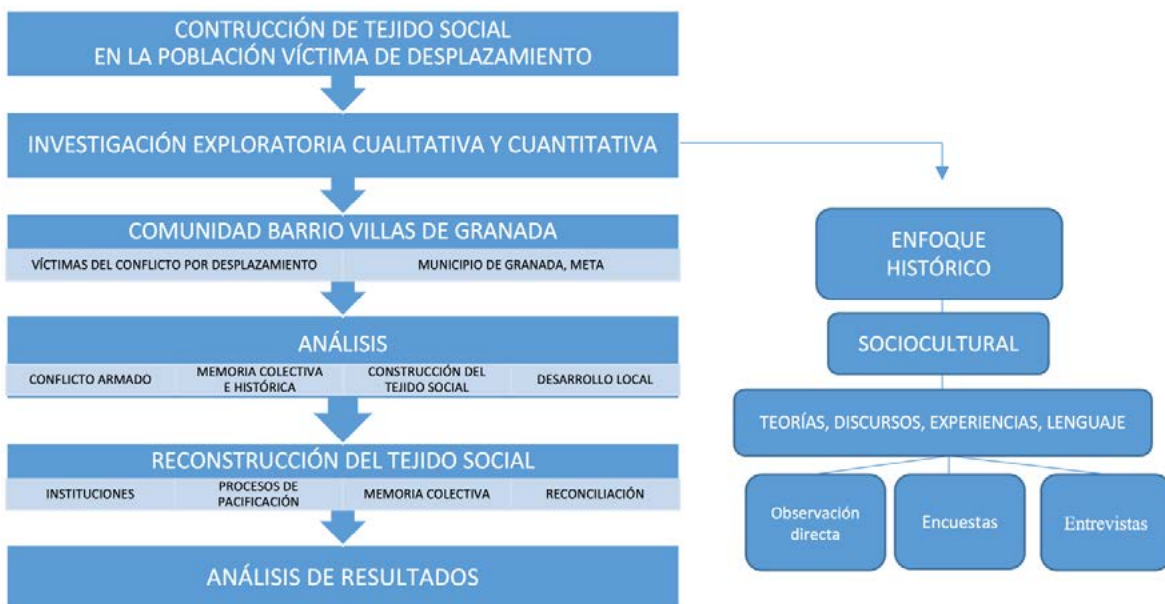 CONTRUCCIÓN DE TEJIDO SOCIAL
EN LA POBLACIÓN VÍCTIMA DE DESPLAZAMIENTO
INVESTIGACIÓN EXPLORATORIA CUALITATIVA Y CUANTITATIVA
COMUNIDAD BARRIO VILLAS DE GRANADA
VÍCTIMAS DEL CONFLICTO POR DESPLAZAMIENTO
MUNICIPIO DE GRANADA, META
ANÁLISIS
CONFLICTO ARMADO
MEMORIA COLECTIVA
E HISTÓRICA
CONSTRUCCIÓN DEL
TEJIDO SOCIAL
DESARROLLO LOCAL
RECONSTRUCCIÓN DEL TEJIDO SOCIAL
INSTITUCIONES
PROCESOS DE
PACIFICACIÓN
MEMORIA COLECTIVA
RECONCILIACIÓN
ANÁLISIS DE RESULTADOS
ENFOQUE
HISTÓRICO
SOCIOCULTURAL
TEORÍAS, DISCURSOS, EXPERIENCIAS, LENGUAJE
Observación
directa
Encuestas
Entrevistas